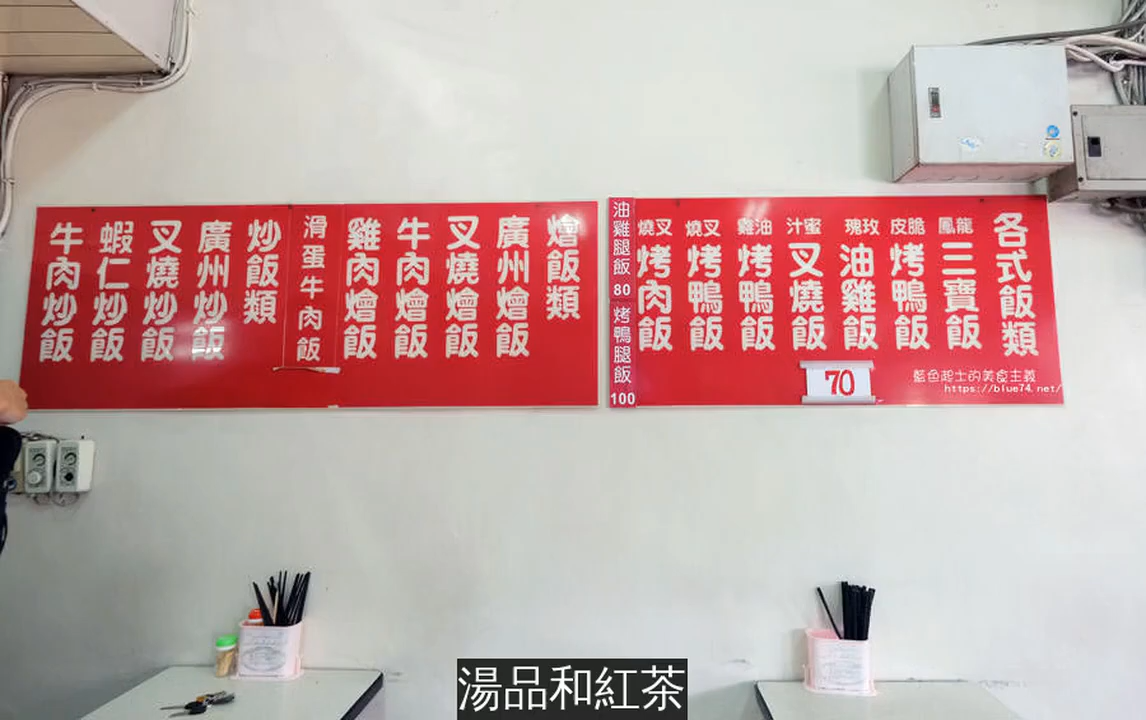 各式飯類
龍鳳
三寶飯
脆皮
烤鴨飯
玫瑰
油雞飯
蜜汁
叉燒飯
油雞
烤鴨飯
叉燒
烤鴨飯
叉燒
烤肉飯
油雞腿飯 80
烤鴨腿飯 100
70
藍色起士的美食主義
https://blue74.net/
燴飯類
廣州燴飯
叉燒燴飯
牛肉燴飯
雞肉燴飯
滑蛋牛肉飯
炒飯類
廣州炒飯
叉燒炒飯
蝦仁炒飯
牛肉炒飯
湯品和紅茶